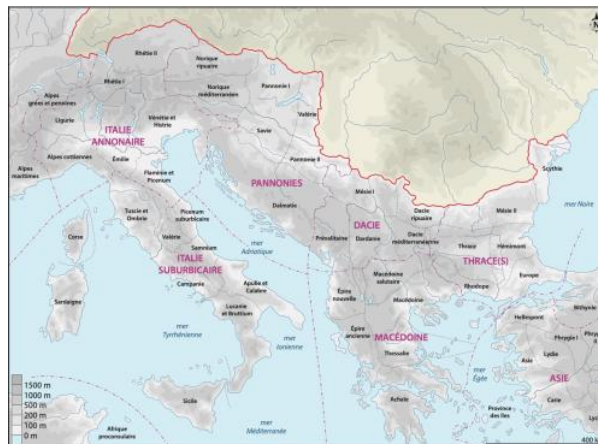 N
Rhétie II
Norique
ripuaire
Rhétie I
Norique
méditerranéen
Pannonie I
Alpes
grées et pennines
Valérie
Ligurie
Vénétie et
Histrie
Savie
ITALIE
ANNONAIRE
Alpes cottiennes
Émilie
Pannonie II
Scythie
Alpes
maritimes
Flaminie et
Picenum
PANNONIES
Mésie I
Dalmatie
Dacie
ripuaire
Mésie II
mer Noire
Tuscie et
Ombrie
Picenum
suburbicaire
DACIE
Corse
Valérie
mer
Adriatique
Prévalitaine
Dardanie
Dacie
méditerranéenne
Thrace
Hémimont
Samnium
ITALIE
SUBURBICAIRE
THRACE(S)
Macédoine
salutaire
Europe
Sardaigne
Campanie
Apulie et
Calabre
Épire
nouvelle
Macédoine
Rhodope
Lucanie
et Bruttium
Hellespont
Bithynie
mer
Tyrrhénienne
Épire
ancienne
MACÉDOINE
Phrygie I
mer
Ionienne
Thessalie
mer
Égée
Asie
Lydie
ASIE
1500 m
1000 m
500 m
200 m
100 m
0 m
Sicile
Achaïe
Carie
Province
des îles
Afrique
proconsulaire
mer
Méditerranée